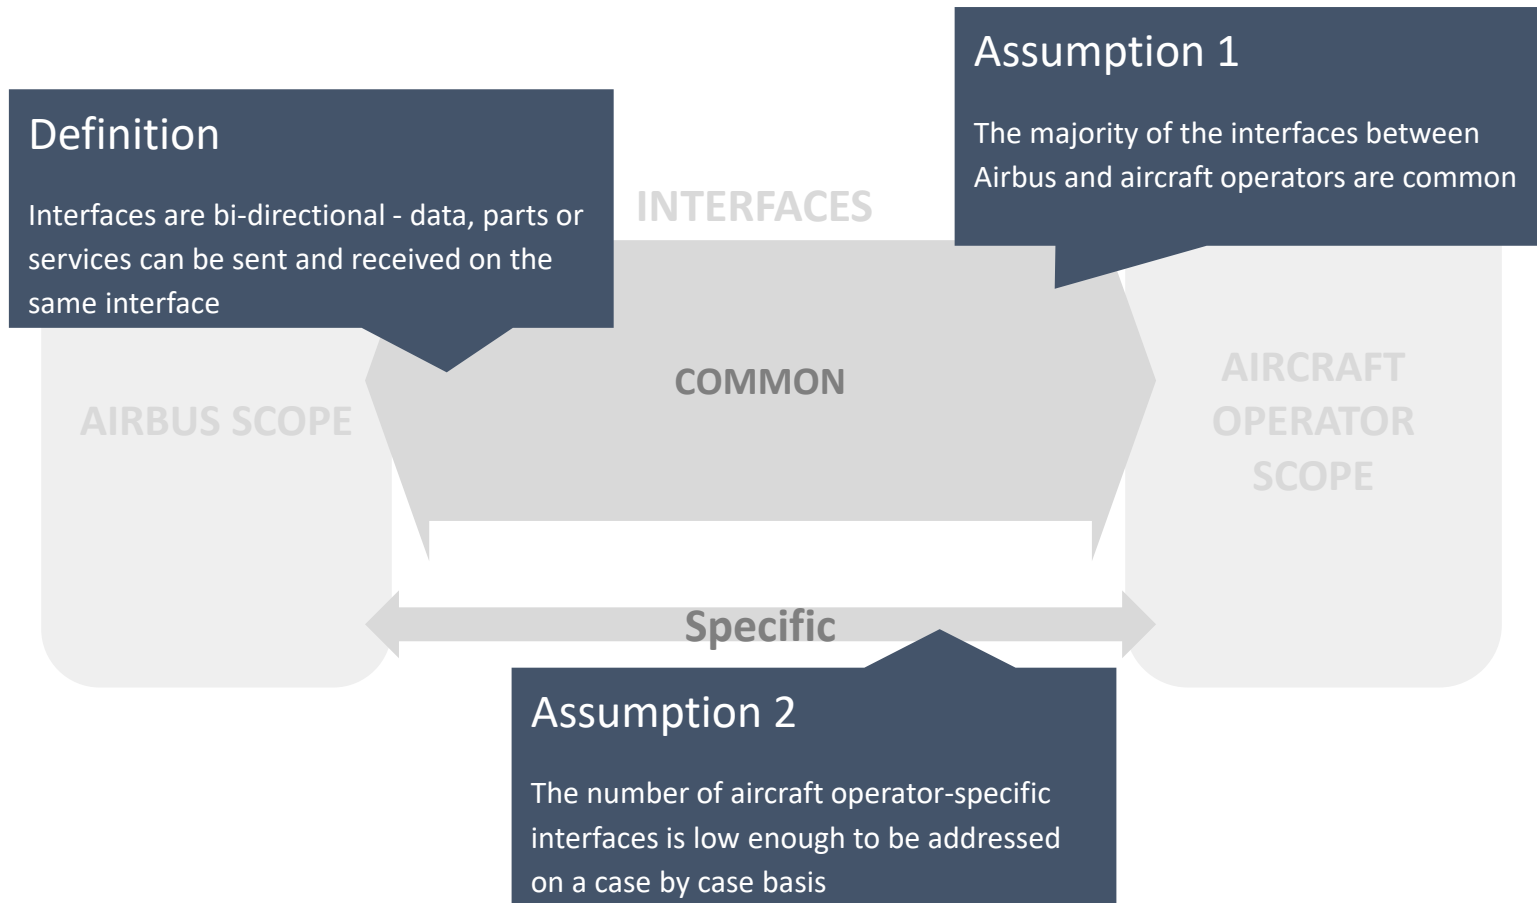 Assumption 1
The majority of the interfaces between
Airbus and aircraft operators are common
Definition
Interfaces are bi-directional - data, parts or
services can be sent and received on the
same interface
INTERFACES
COMMON
AIRBUS SCOPE
AIRCRAFT
OPERATOR
SCOPE
Specific
Assumption 2
The number of aircraft operator-specific
interfaces is low enough to be addressed
on a case by case basis